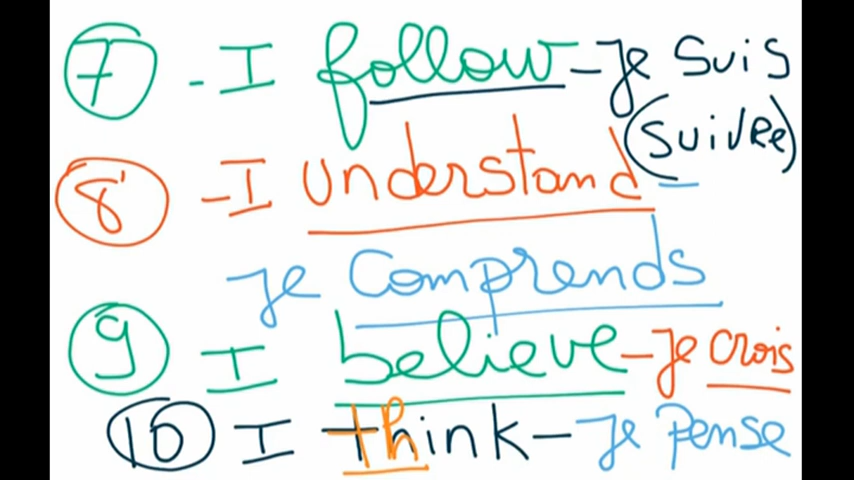 7 - I follow - Je suis
(suivre)
8 - I understand -
Je comprends
9 I believe - Je crois
10 I think - Je pense